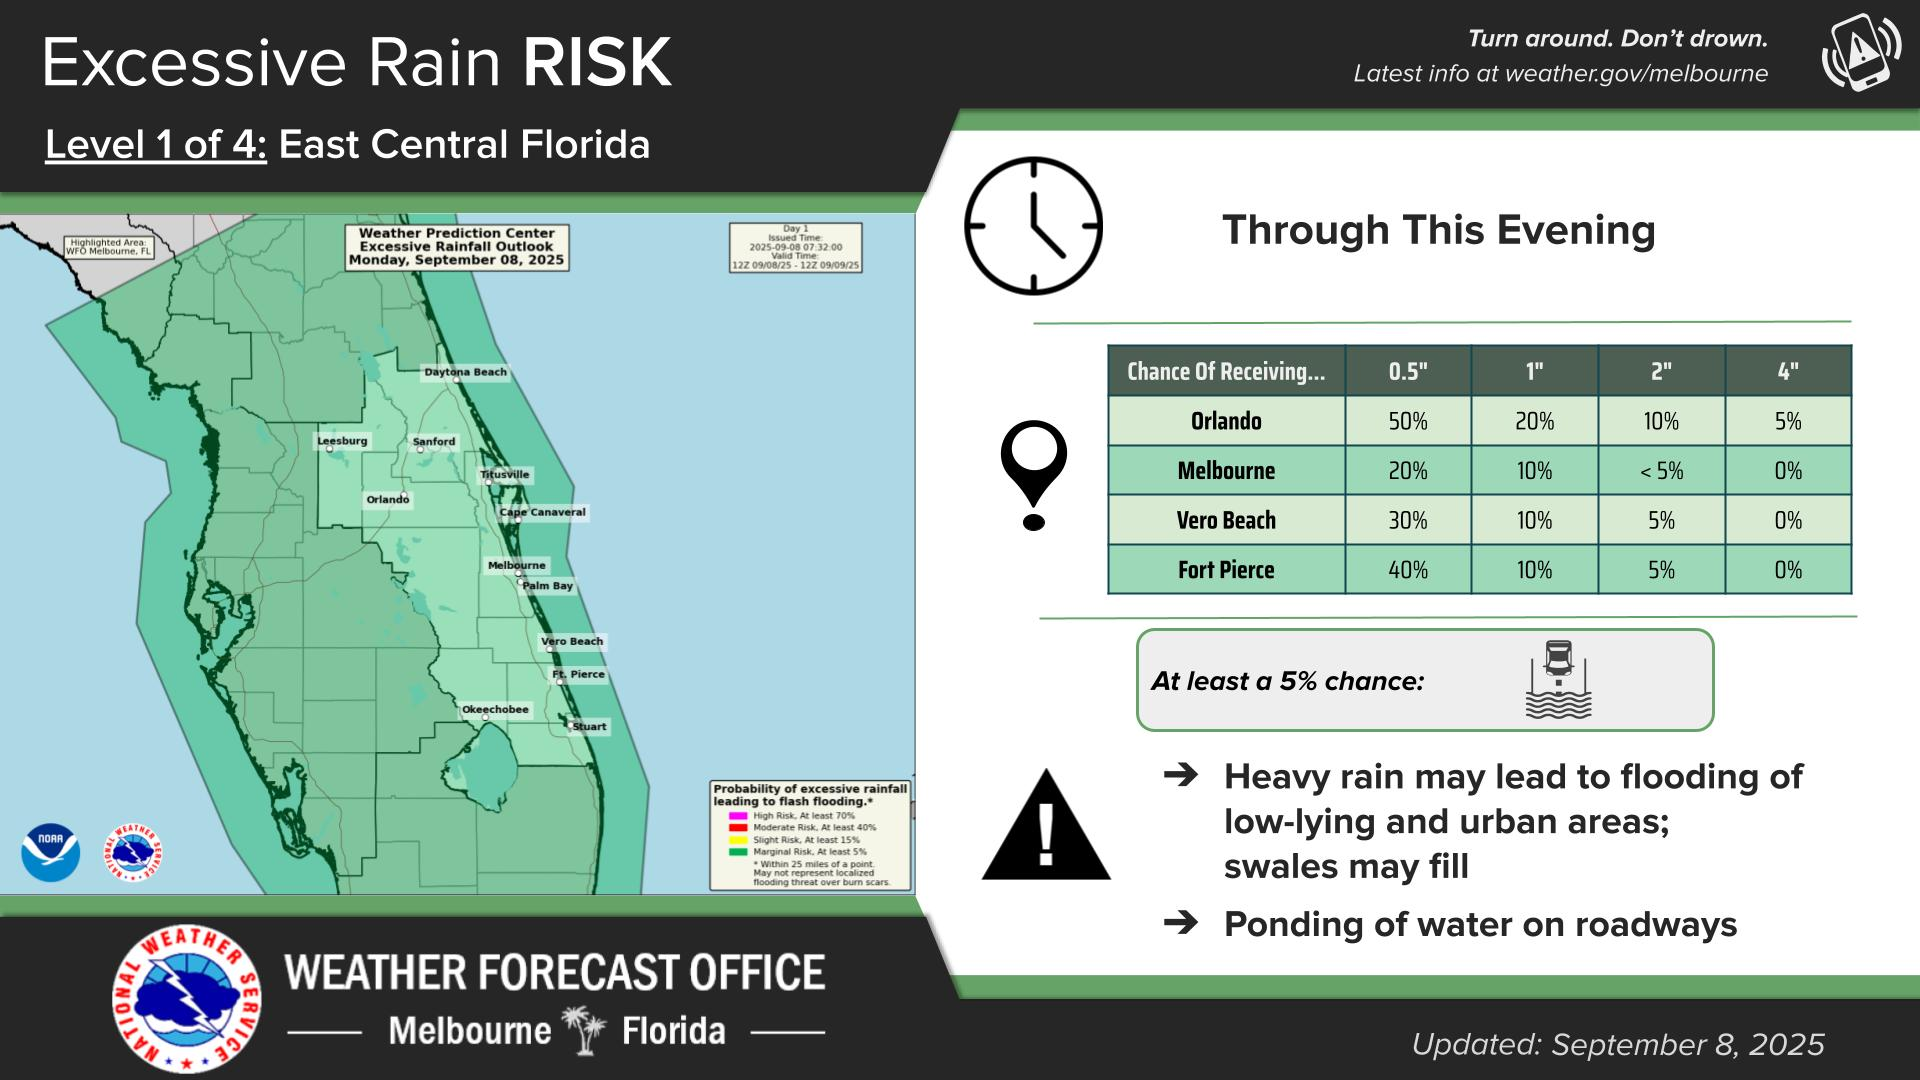 Excessive Rain RISK
Level 1 of 4: East Central Florida
Turn around. Don't drown.
Latest info at weather.gov/melbourne
Highlighted Area:
WFO Melbourne, FL
Weather Prediction Center
Excessive Rainfall Outlook
Monday, September 08, 2025
Day 1
Issued Time:
2025-09-08 07:32:00
Valid Time:
12Z 09/08/25 - 12Z 09/09/25
Daytona Beach
Leesburg
Sanford
Titusville
Orlando
Cape Canaveral
Melbourne
Palm Bay
Vero Beach
Ft. Pierce
Okeechobee
Stuart
Probability of excessive rainfall
leading to flash flooding.*
High Risk, At least 70%
Moderate Risk, At least 40%
Slight Risk, At least 15%
Marginal Risk, At least 5%
* Within 25 miles of a point.
May not represent localized
flooding threat over burn scars.
NOAA
NATIONAL WEATHER SERVICE
Through This Evening
Chance Of Receiving... 0.5" 1" 2" 4"
Orlando 50% 20% 10% 5%
Melbourne 20% 10% < 5% 0%
Vero Beach 30% 10% 5% 0%
Fort Pierce 40% 10% 5% 0%
At least a 5% chance:
➔ Heavy rain may lead to flooding of
low-lying and urban areas;
swales may fill
➔ Ponding of water on roadways
NATIONAL WEATHER SERVICE
WEATHER FORECAST OFFICE
Melbourne Florida
Updated: September 8, 2025